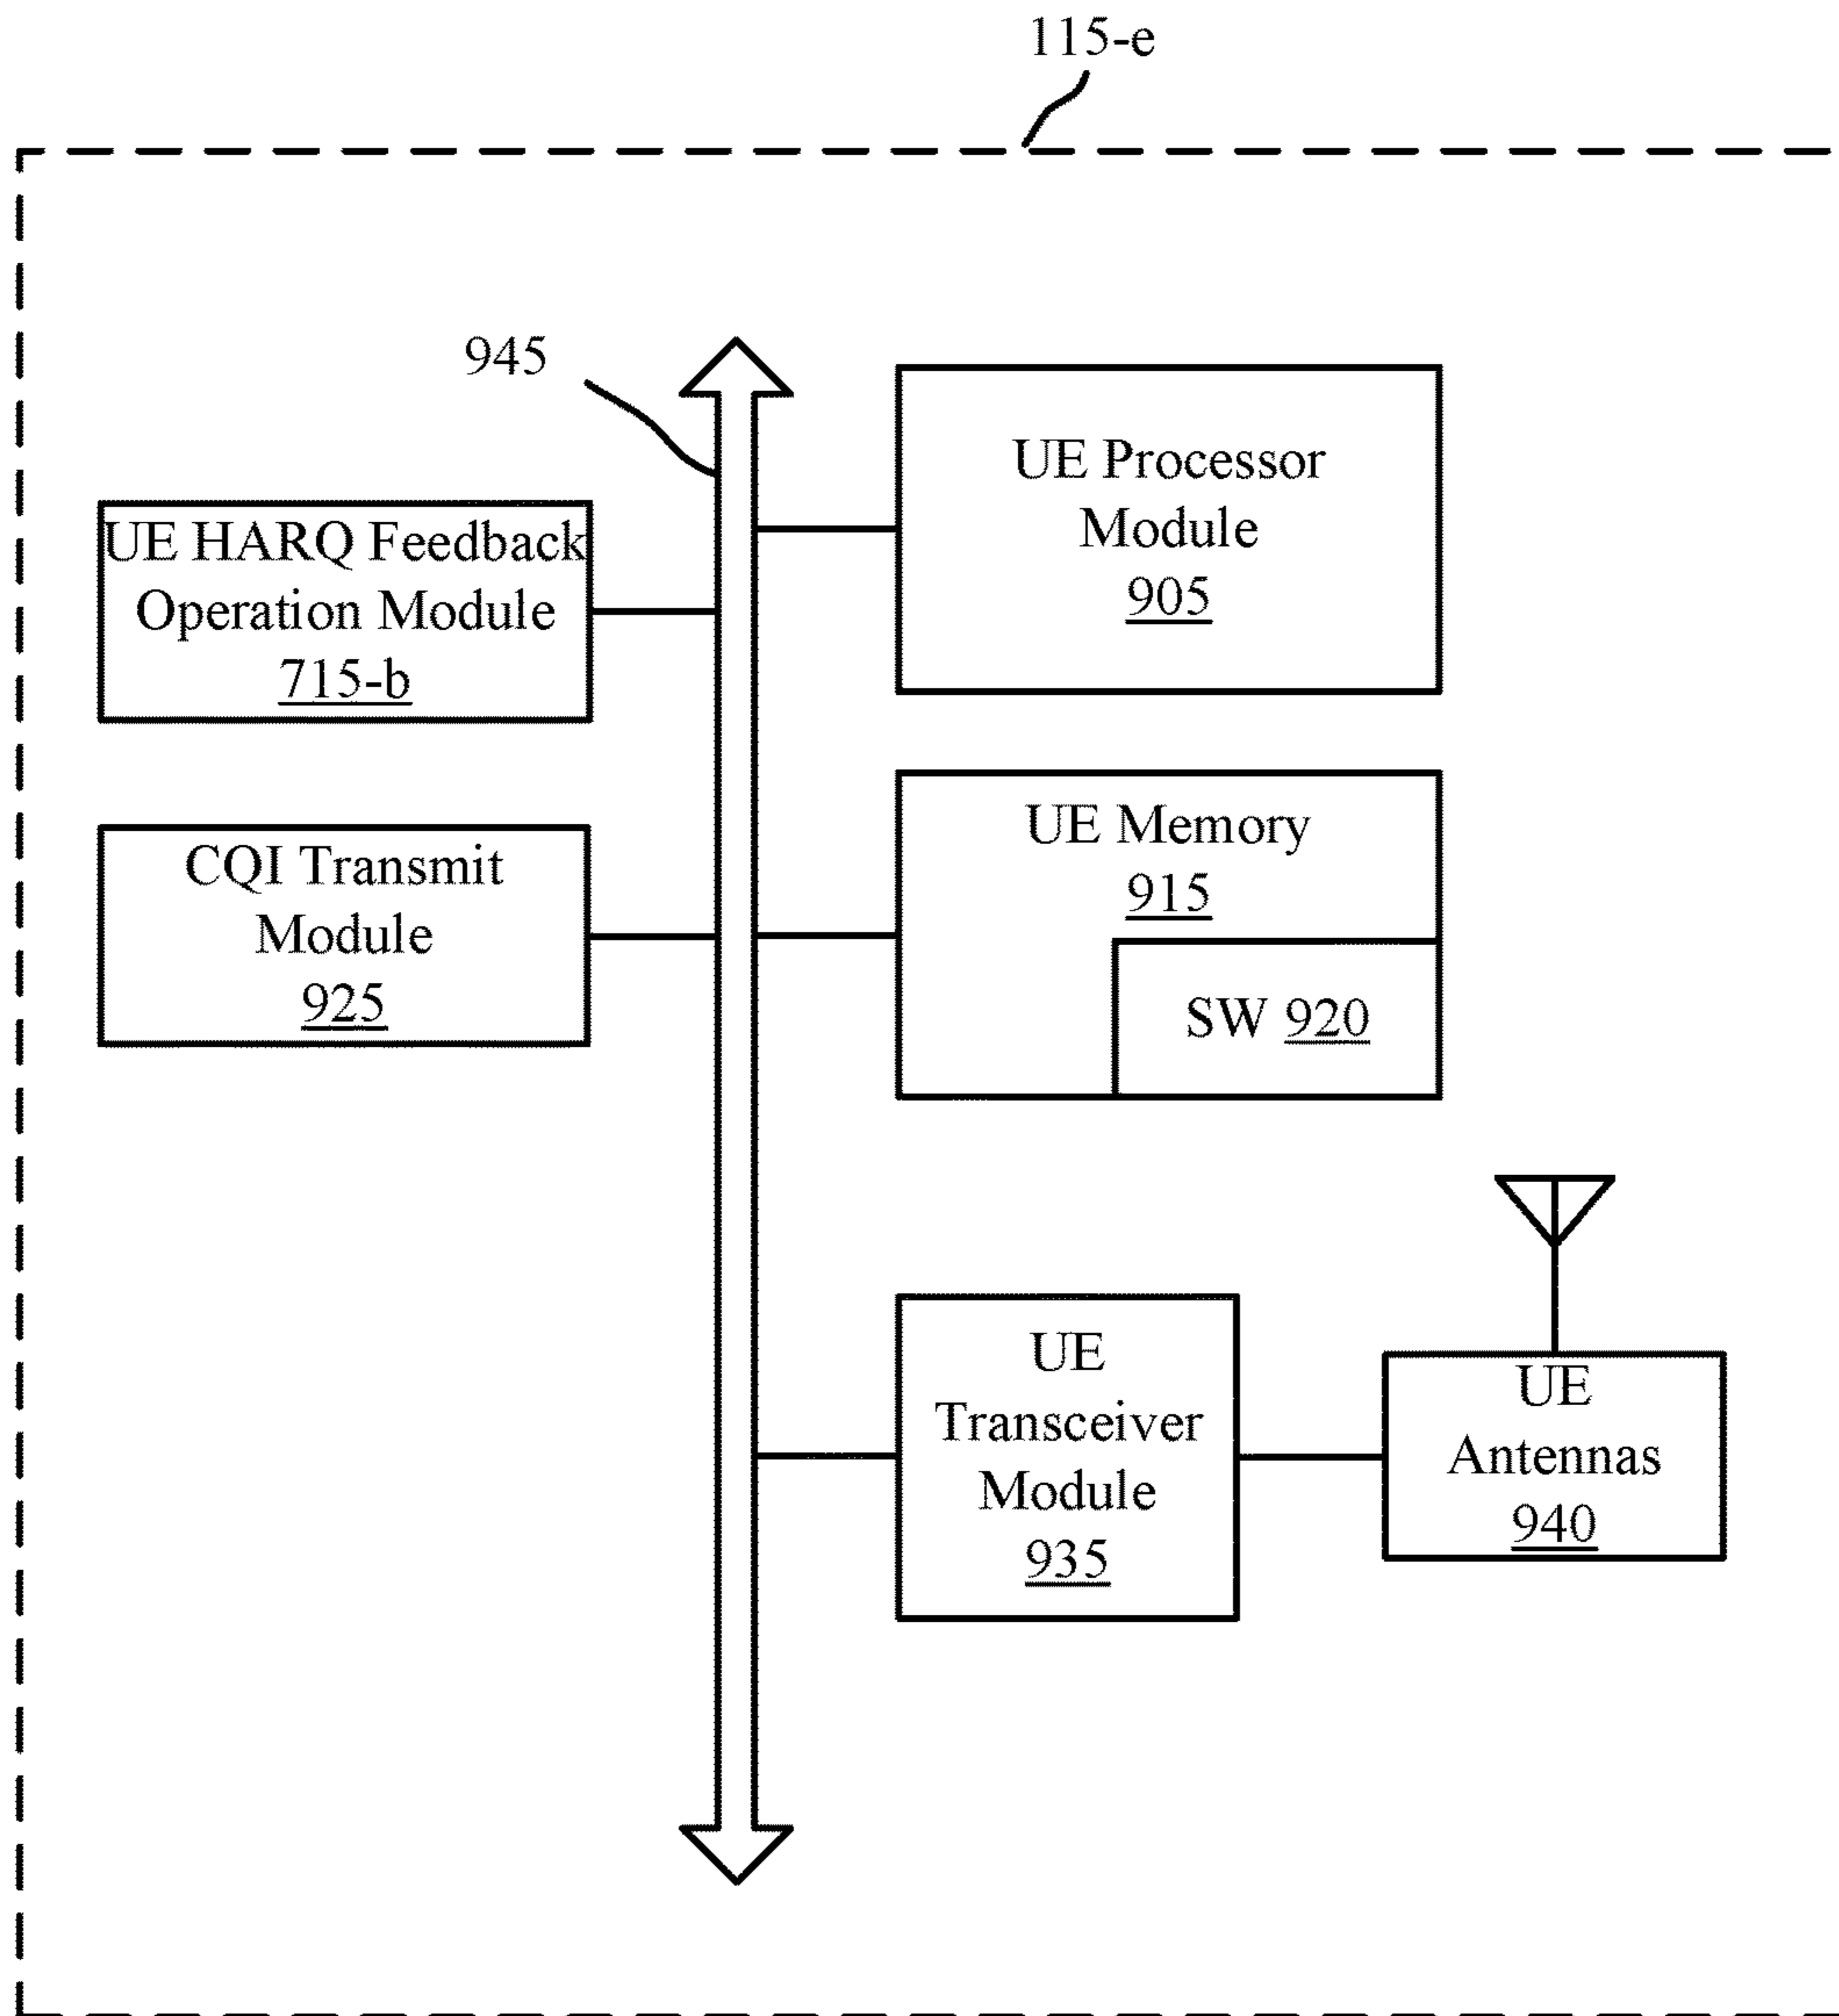 115-e
945
UE Processor
Module
905
UE HARQ Feedback
Operation Module
715-b
UE Memory
915
SW 920
CQI Transmit
Module
925
UE
Transceiver
Module
935
UE
Antennas
940